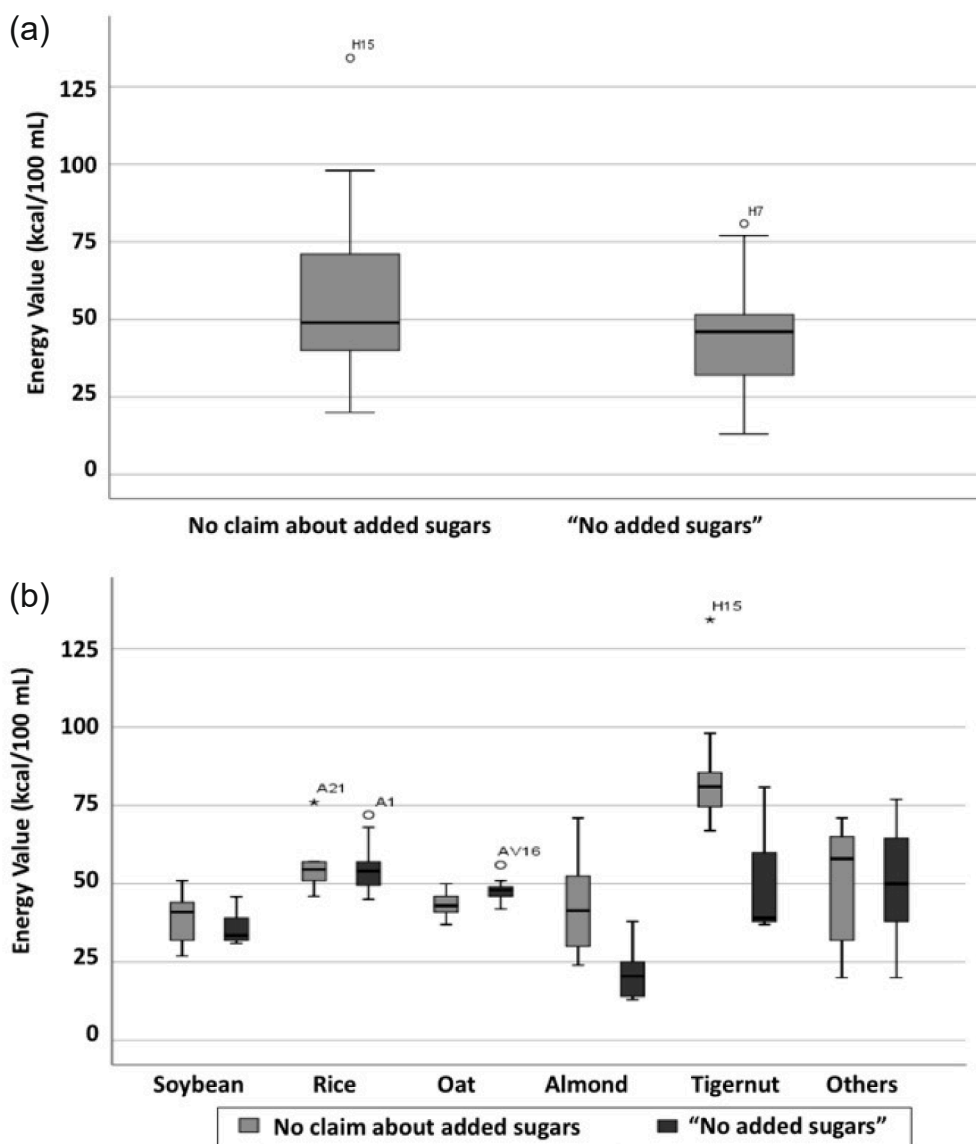 (a)
H15
125
100
75
50
25
0
Energy Value (kcal/100 mL)
H7
No claim about added sugars “No added sugars”
(b)
H15
125
100
75
50
25
0
Energy Value (kcal/100 mL)
A21
A1
AV16
Soybean Rice Oat Almond Tigernut Others
No claim about added sugars “No added sugars”